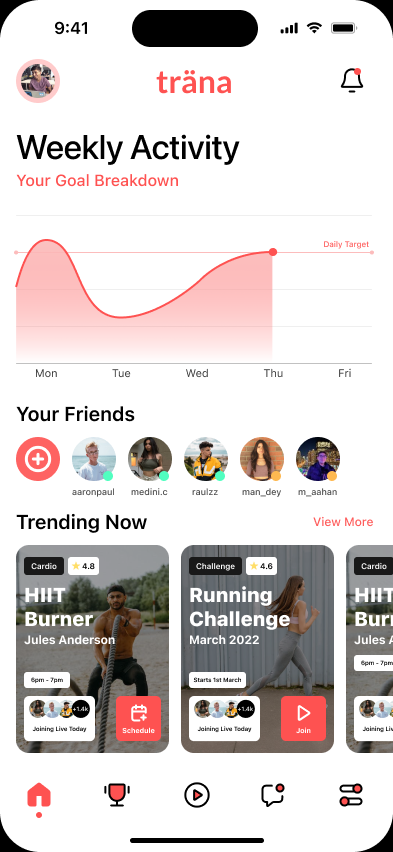 9:41
träna
Weekly Activity
Your Goal Breakdown
Daily Target
Mon Tue Wed Thu Fri
Your Friends
aaronpaul medini.c raulzz man_dey m_aahan
Trending Now View More
Cardio 4.8
HIIT
Burner
Jules Anderson
6pm - 7pm
+1.4k
Joining Live Today
Schedule
Challenge 4.6
Running
Challenge
March 2022
Starts 1st March
+1.4k
Joining Live Today
Join
Cardio
HIIT
Burn
Jules A
6pm - 7pm
Joining Live